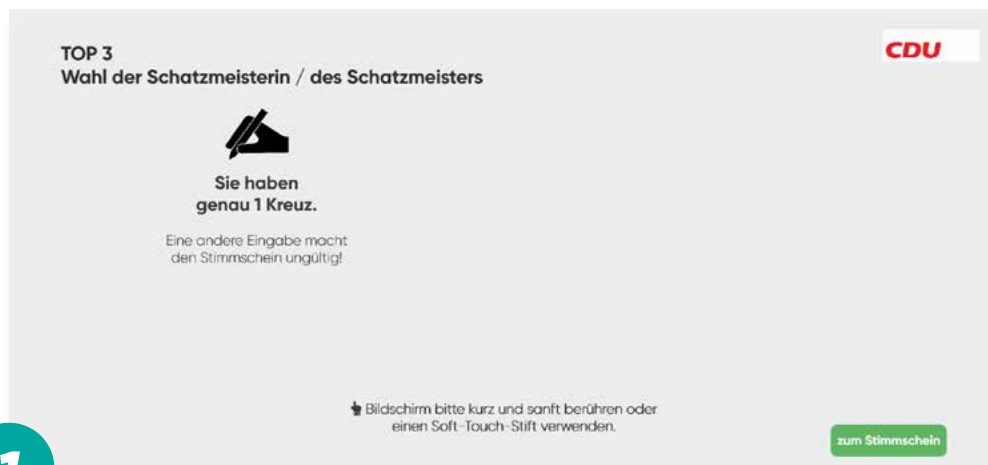 TOP 3
Wahl der Schatzmeisterin / des Schatzmeisters
CDU
Sie haben
genau 1 Kreuz.
Eine andere Eingabe macht
den Stimmschein ungültig!
Bildschirm bitte kurz und sanft berühren oder
einen Soft-Touch-Stift verwenden.
zum Stimmschein
1